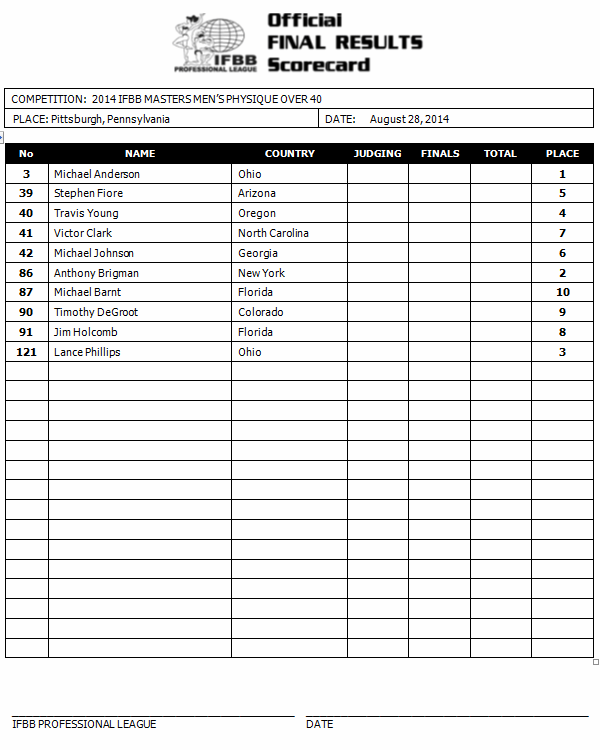 Official
FINAL RESULTS
Scorecard
IFBB
PROFESSIONAL LEAGUE
COMPETITION: 2014 IFBB MASTERS MEN'S PHYSIQUE OVER 40
PLACE: Pittsburgh, Pennsylvania DATE: August 28, 2014
No NAME COUNTRY JUDGING FINALS TOTAL PLACE
3 Michael Anderson Ohio 1
39 Stephen Fiore Arizona 5
40 Travis Young Oregon 4
41 Victor Clark North Carolina 7
42 Michael Johnson Georgia 6
86 Anthony Brigman New York 2
87 Michael Barnt Florida 10
90 Timothy DeGroot Colorado 9
91 Jim Holcomb Florida 8
121 Lance Phillips Ohio 3
IFBB PROFESSIONAL LEAGUE DATE